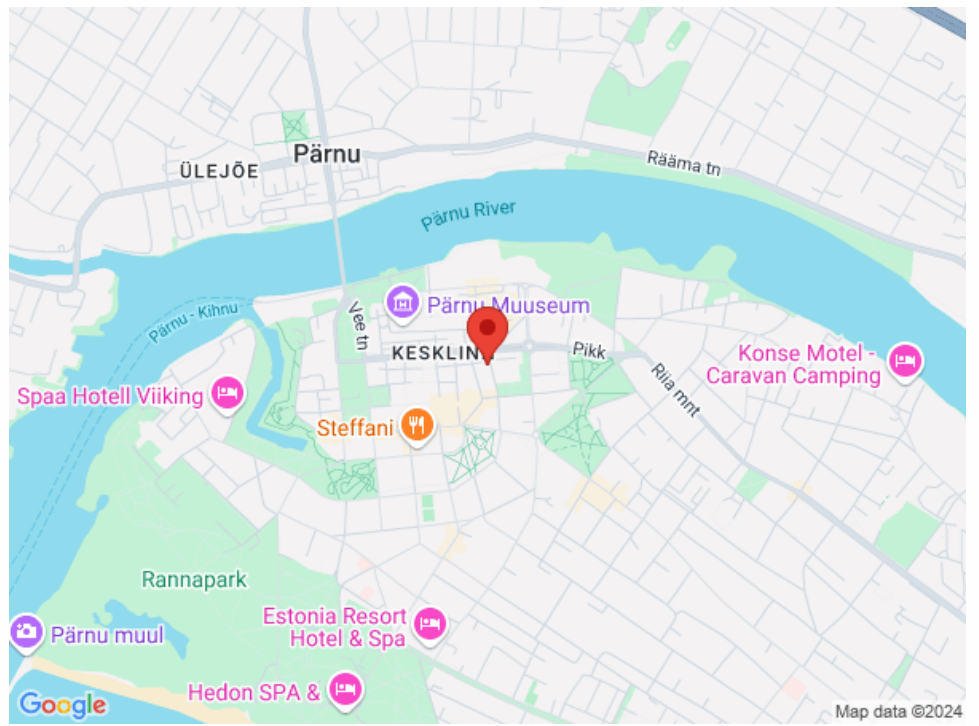 Pärnu
ÜLEJÕE
Rääma tn
Pärnu River
Pärnu - Kihnu
Vee tn
Pärnu Muuseum
KESKLINN
Pikk
Riia mnt
Konse Motel -
Caravan Camping
Spaa Hotell Viiking
Steffani
Rannapark
Estonia Resort
Hotel & Spa
Pärnu muul
Hedon SPA &
Google
Map data ©2024